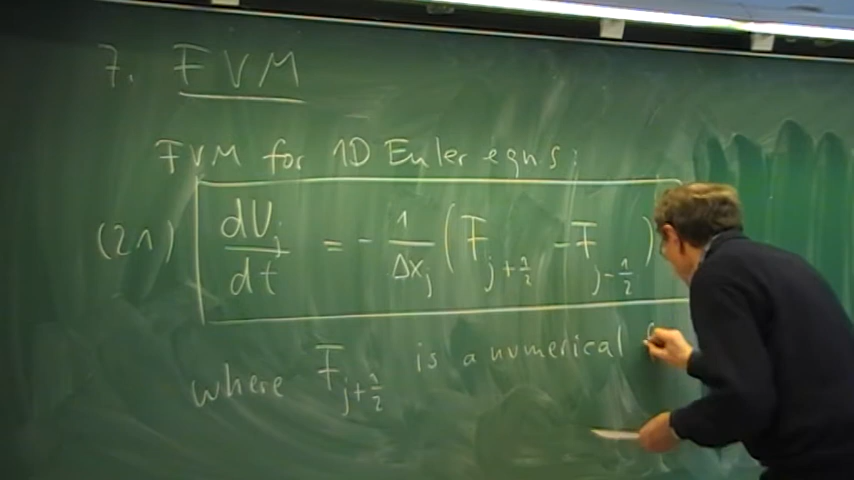 7. FVM
FVM for 1D Euler eqns:
(21) dU_j/dt = - 1/Δx_j (F_{j+1/2} - F_{j-1/2})
where F_{j+1/2} is a numerical